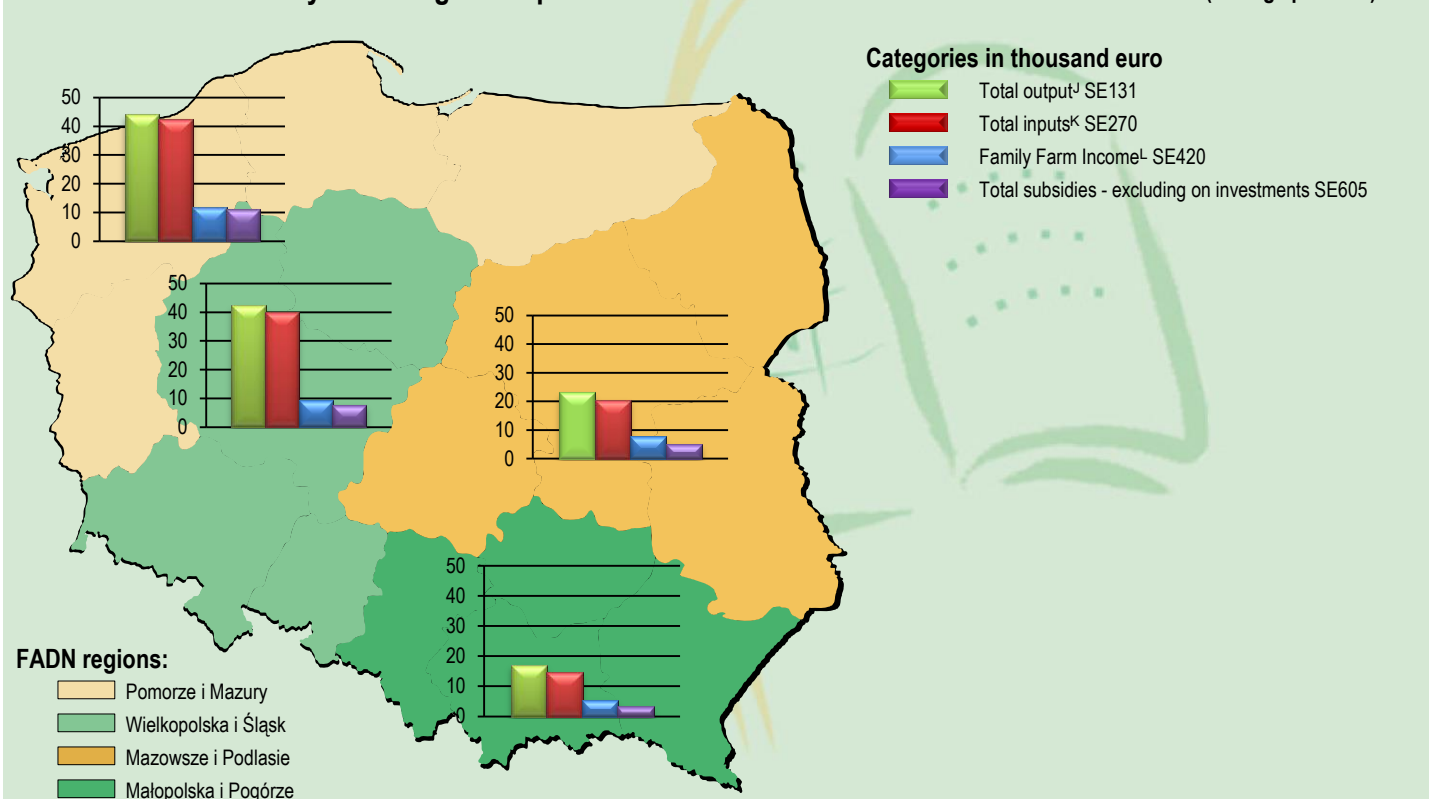 Categories in thousand euro
Total outputᴶ SE131
Total inputsᴷ SE270
Family Farm Incomeᴸ SE420
Total subsidies - excluding on investments SE605
50
40
30
20
10
0
50
40
30
20
10
0
50
40
30
20
10
0
50
40
30
20
10
0
FADN regions:
Pomorze i Mazury
Wielkopolska i Śląsk
Mazowsze i Podlasie
Małopolska i Pogórze